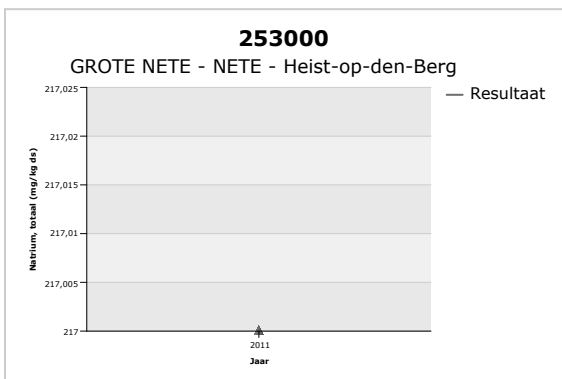 253000
GROTE NETE - NETE - Heist-op-den-Berg
Resultaat
Natrium, totaal (mg/kg ds)
217,025
217,02
217,015
217,01
217,005
217
2011
Jaar